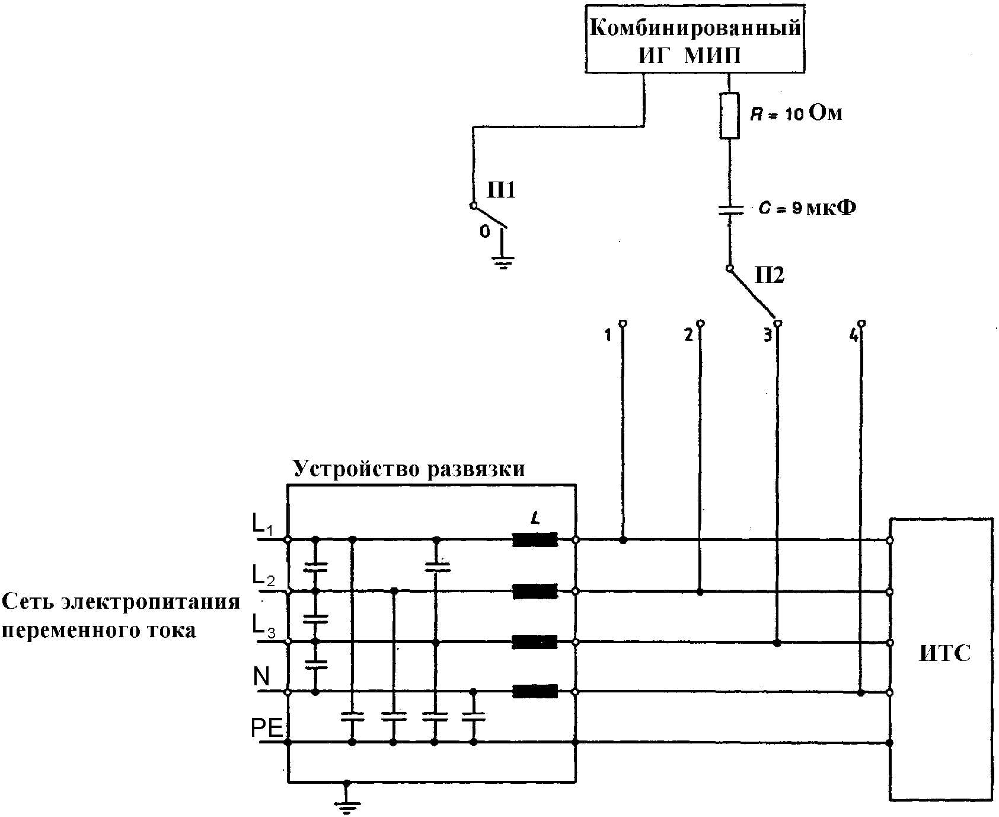 Комбинированный
ИГ МИП
R = 10 Ом
П1
0
C = 9 мкФ
П2
1
2
3
4
Устройство развязки
L
L1
L2
Сеть электропитания
переменного тока
L3
ИТС
N
PE